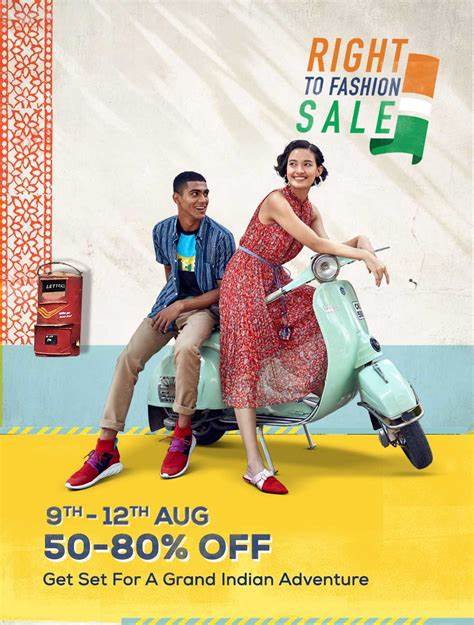 RIGHT
TO FASHION
SALE
LETTERS
9TH - 12TH AUG
50-80% OFF
Get Set For A Grand Indian Adventure